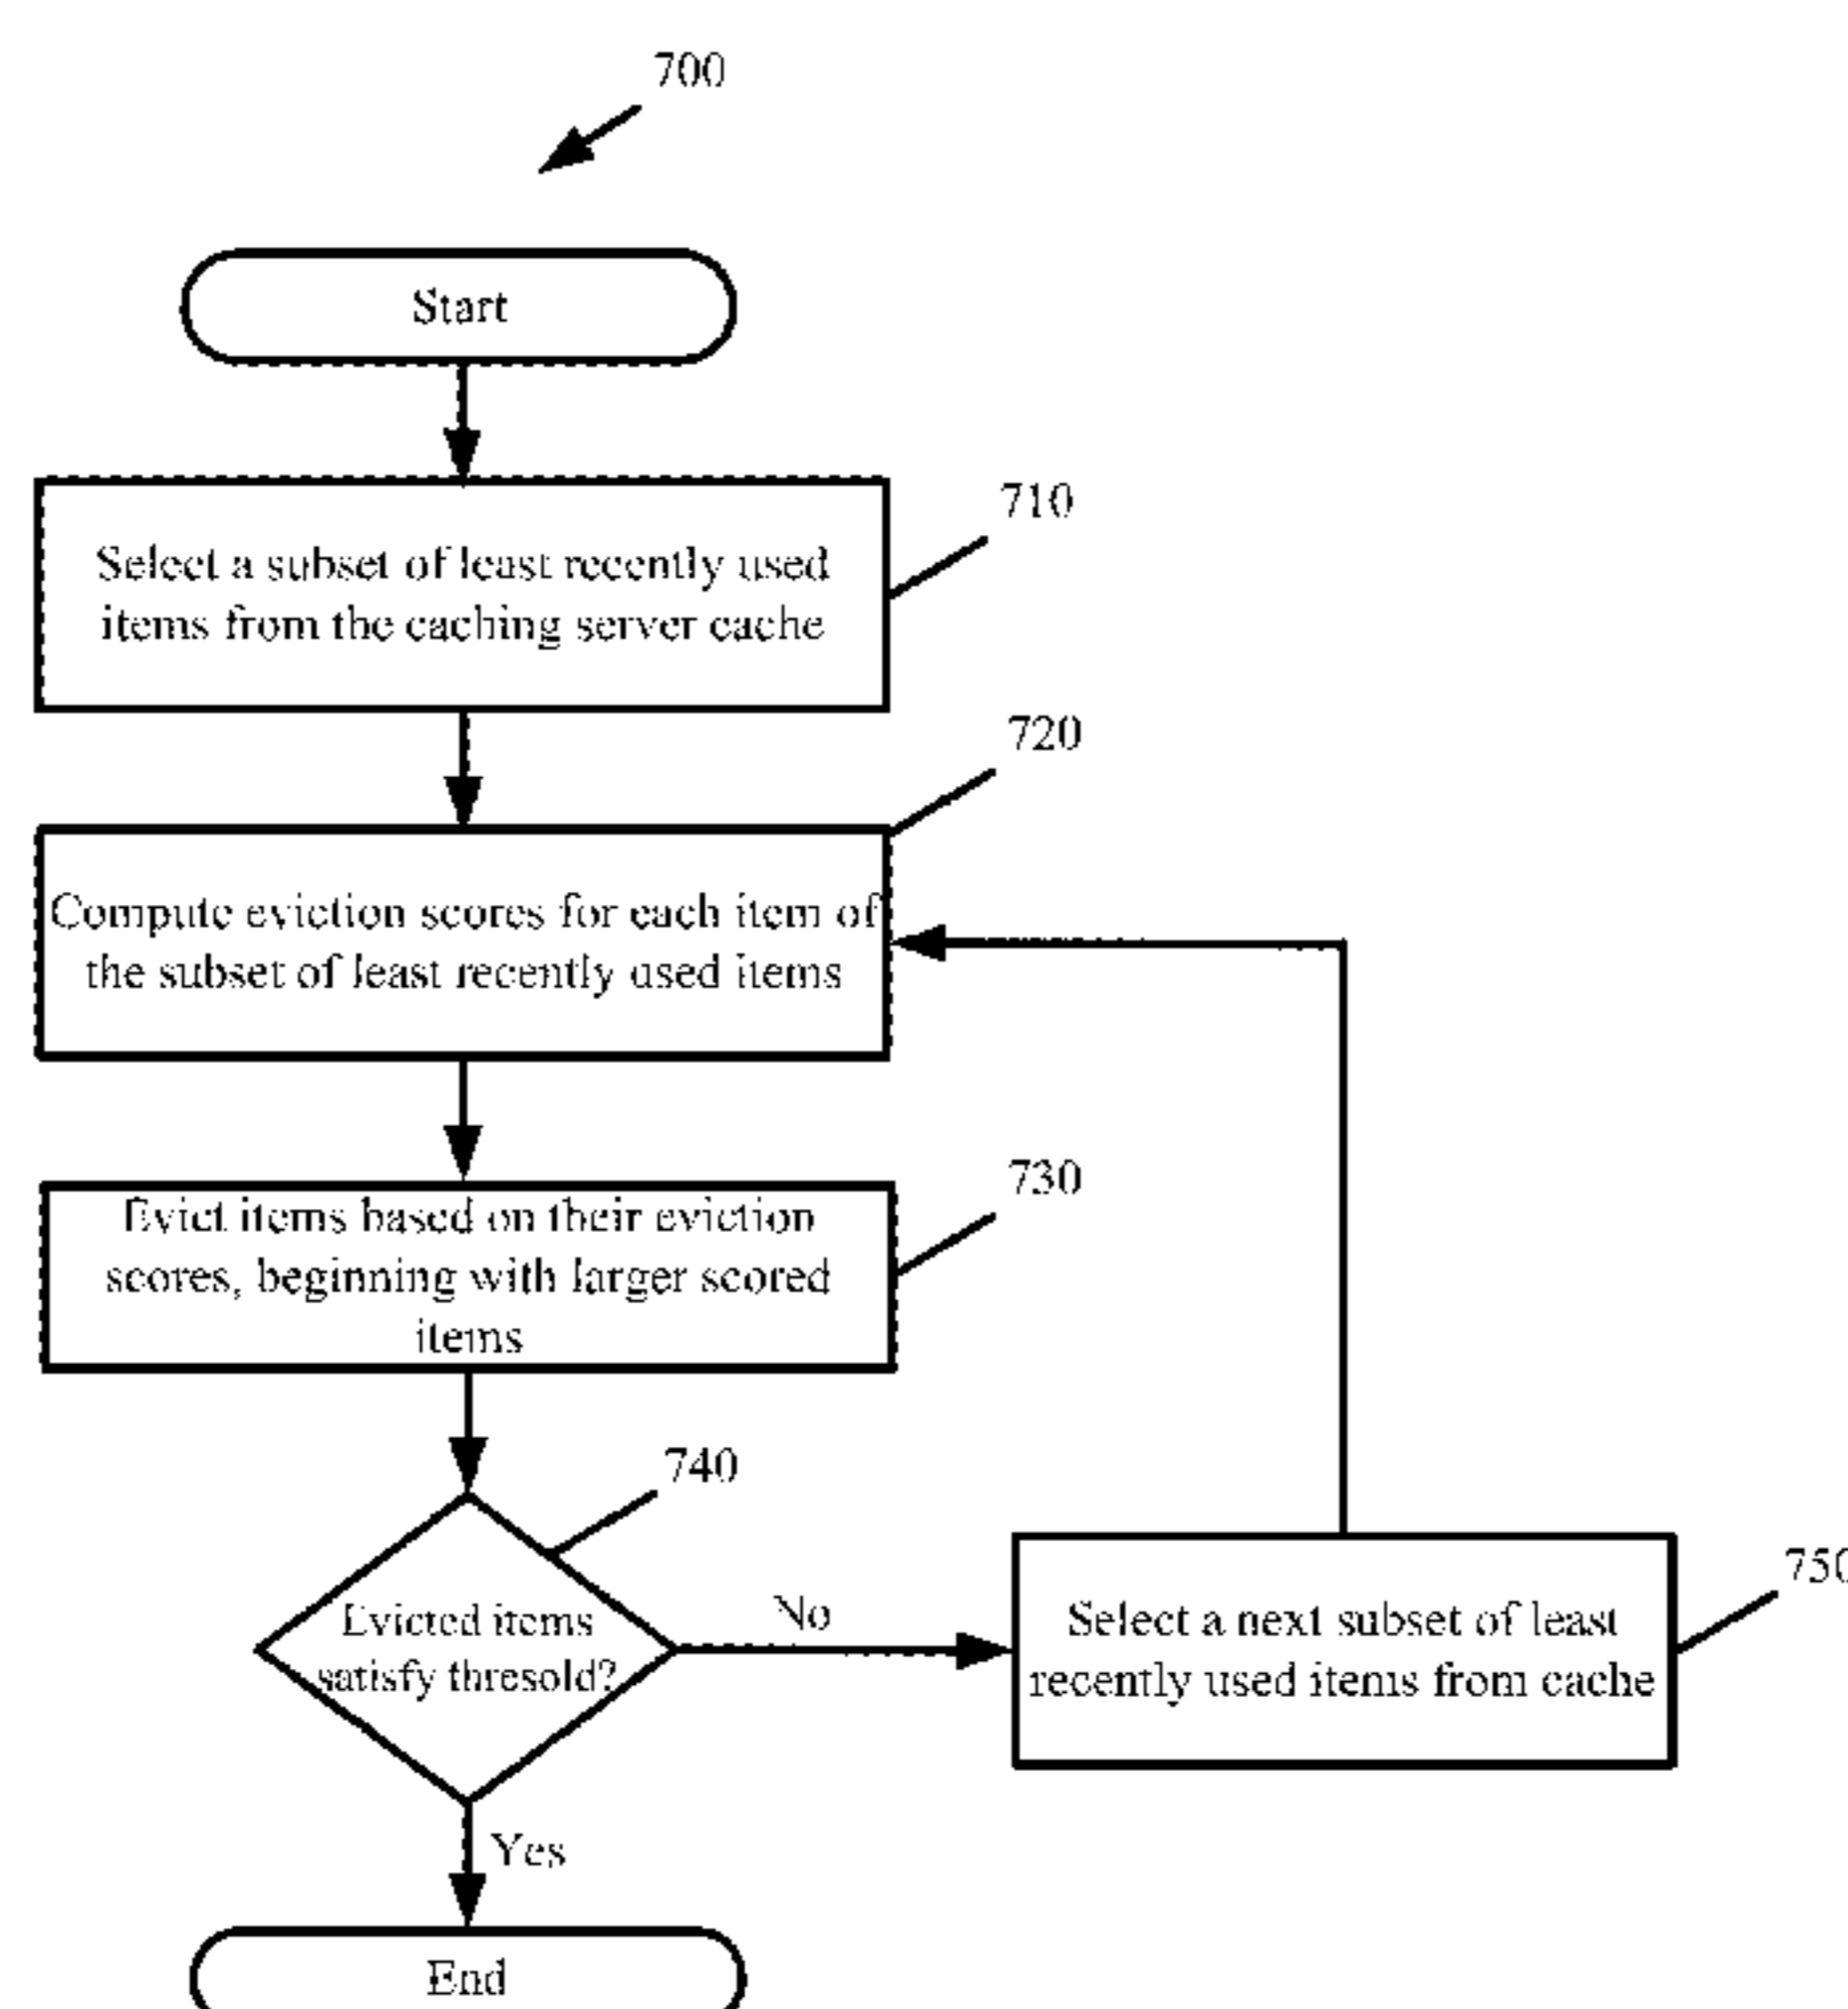 700
Start
710
Select a subset of least recently used
items from the caching server cache
720
Compute eviction scores for each item of
the subset of least recently used items
730
Evict items based on their eviction
scores, beginning with larger scored
items
740
Evicted items
satisfy thresold?
No
750
Select a next subset of least
recently used items from cache
Yes
End